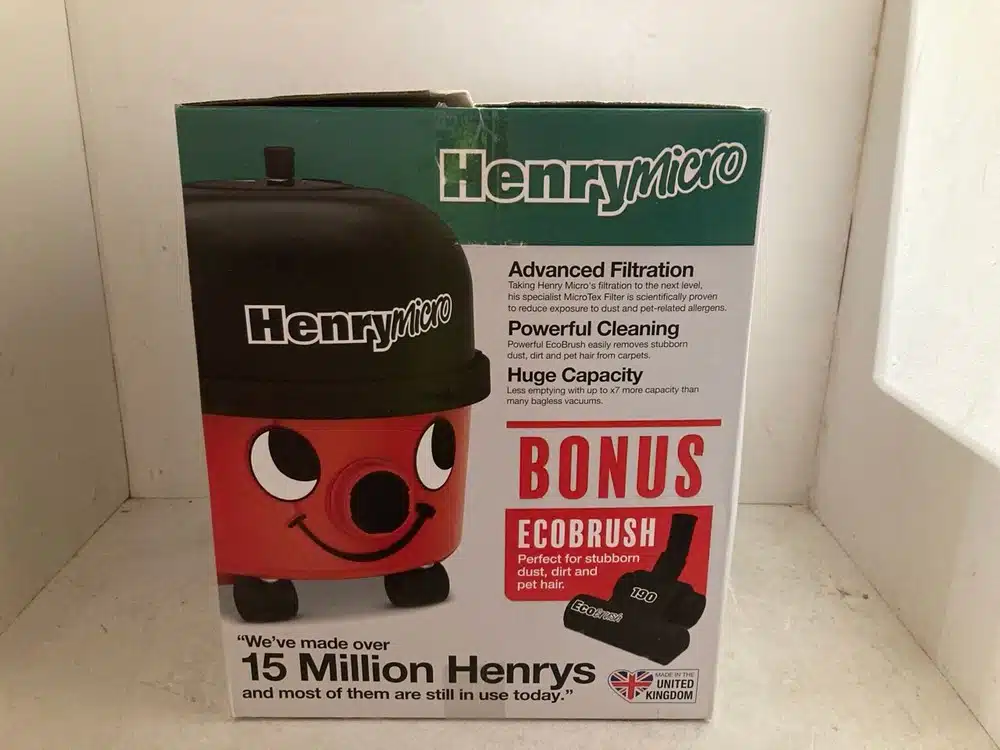 Henrymicro
Henrymicro
Advanced Filtration
Taking Henry Micro's filtration to the next level,
his specialist MicroTex Filter is scientifically proven
to reduce exposure to dust and pet-related allergens.
Powerful Cleaning
Powerful EcoBrush easily removes stubborn
dust, dirt and pet hair from carpets.
Huge Capacity
Less emptying with up to x7 more capacity than
many bagless vacuums.
BONUS
ECOBRUSH
Perfect for stubborn
dust, dirt and
pet hair.
190
EcoBrush
“We've made over
15 Million Henrys
and most of them are still in use today.”
MADE IN THE
UNITED
KINGDOM